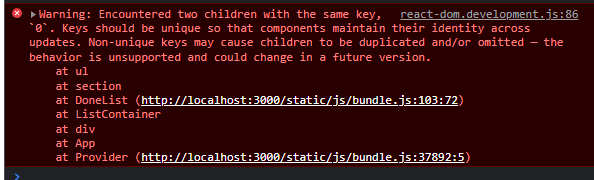 Warning: Encountered two children with the same key, react-dom.development.js:86
`0`. Keys should be unique so that components maintain their identity across
updates. Non-unique keys may cause children to be duplicated and/or omitted — the
behavior is unsupported and could change in a future version.
at ul
at section
at DoneList (http://localhost:3000/static/js/bundle.js:103:72)
at ListContainer
at div
at App
at Provider (http://localhost:3000/static/js/bundle.js:37892:5)